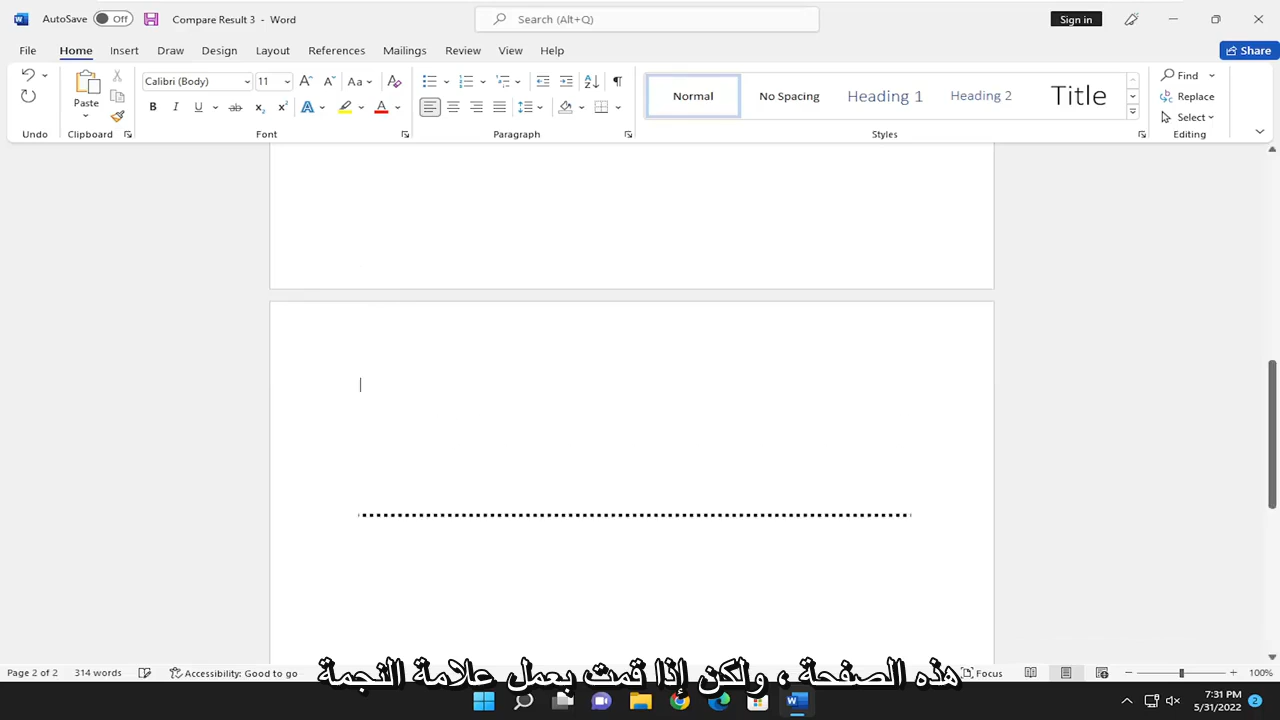 AutoSave Off Compare Result 3 - Word Search (Alt+Q) Sign in
File Home Insert Draw Design Layout References Mailings Review View Help Share
Paste Calibri (Body) 11 Aa Normal No Spacing Heading 1 Heading 2 Title Find Replace Select
Undo Clipboard Font Paragraph Styles Editing
Page 2 of 2 314 words Accessibility: Good to go Focus 100%
هذه الصفحة ، ولكن إذا قمت بعمل علامة النجمة
7:31 PM
5/31/2022 2